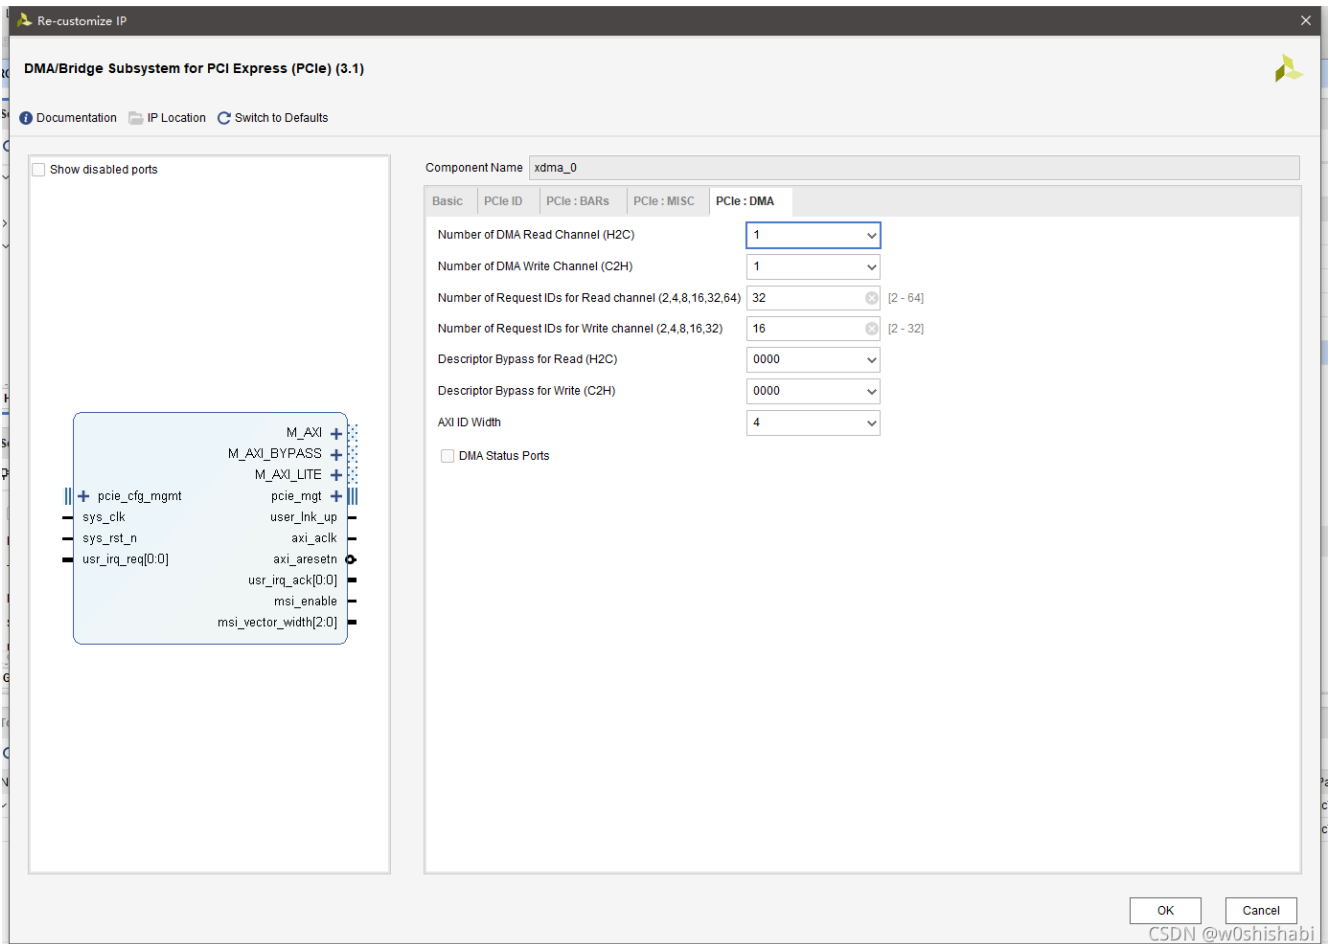 Re-customize IP
DMA/Bridge Subsystem for PCI Express (PCIe) (3.1)
Documentation IP Location Switch to Defaults
Show disabled ports
Component Name xdma_0
Basic PCIe ID PCIe : BARs PCIe : MISC PCIe : DMA
Number of DMA Read Channel (H2C) 1
Number of DMA Write Channel (C2H) 1
Number of Request IDs for Read channel (2,4,8,16,32,64) 32 [2 - 64]
Number of Request IDs for Write channel (2,4,8,16,32) 16 [2 - 32]
Descriptor Bypass for Read (H2C) 0000
Descriptor Bypass for Write (C2H) 0000
AXI ID Width 4
DMA Status Ports
M_AXI
M_AXI_BYPASS
M_AXI_LITE
pcie_cfg_mgmt pcie_mgt
sys_clk user_lnk_up
sys_rst_n axi_aclk
usr_irq_req[0:0] axi_aresetn
usr_irq_ack[0:0]
msi_enable
msi_vector_width[2:0]
OK Cancel
CSDN @w0shishabi